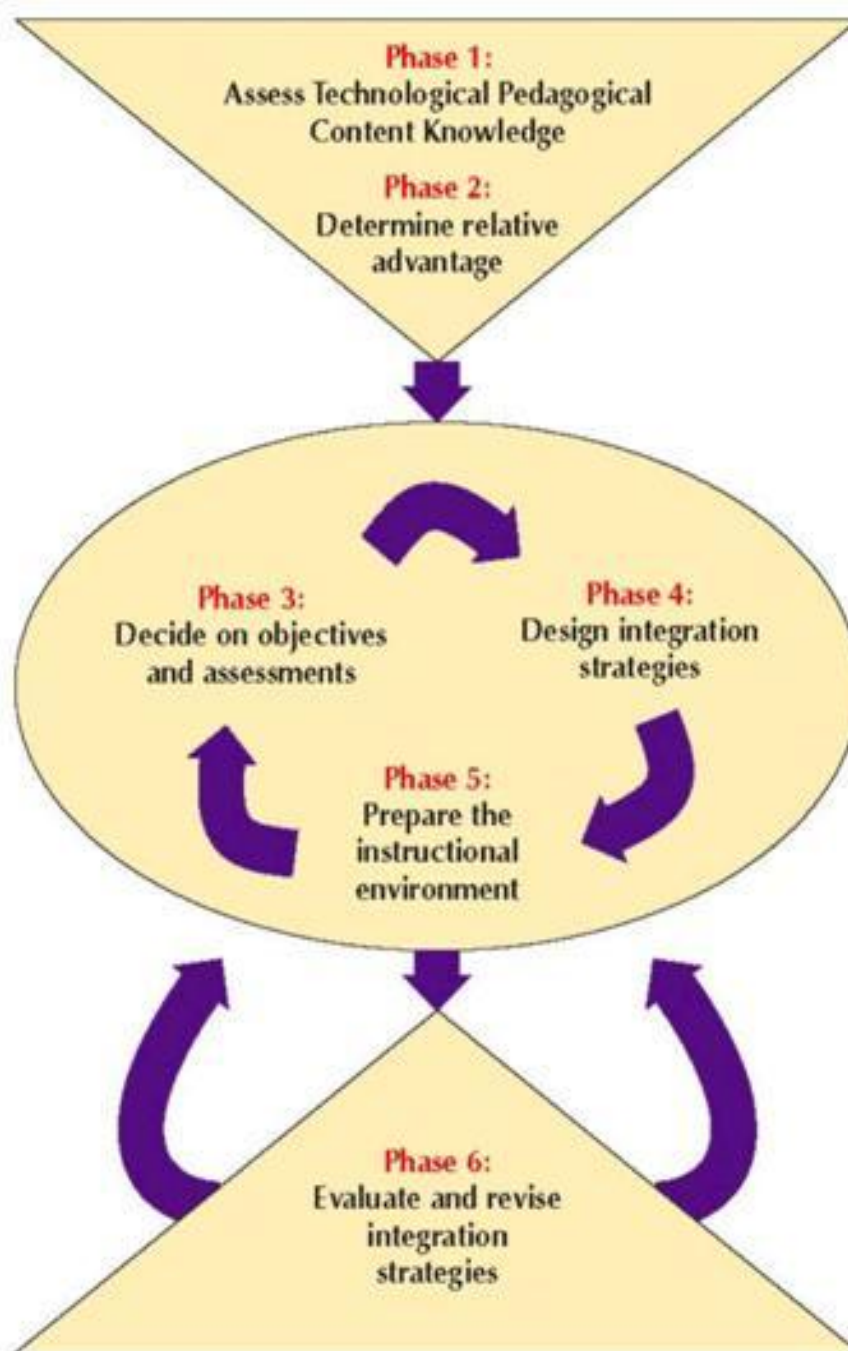 Phase 1:
Assess Technological Pedagogical
Content Knowledge
Phase 2:
Determine relative
advantage
Phase 3:
Decide on objectives
and assessments
Phase 4:
Design integration
strategies
Phase 5:
Prepare the
instructional
environment
Phase 6:
Evaluate and revise
integration
strategies